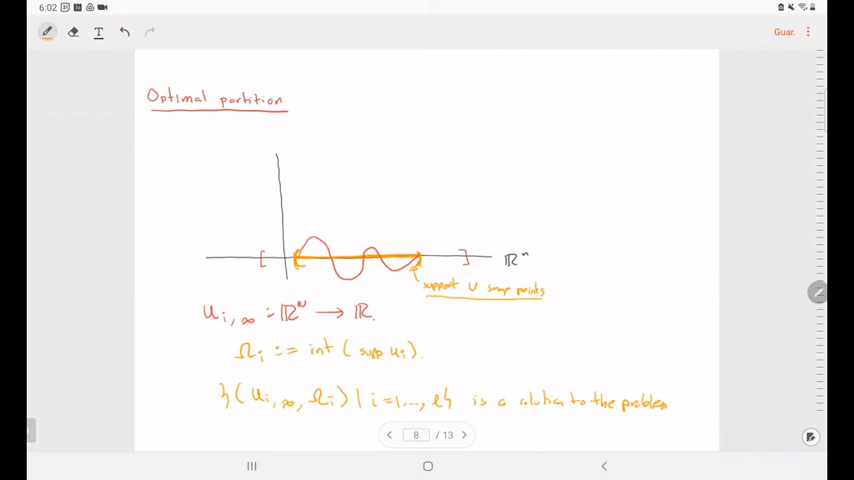 6:02
Guar.
Optimal partition
[ ] ℝⁿ
support ∪ some points
u_{i,∞} : ℝᴺ → ℝ.
Ω_i := int (supp u_i).
{(u_{i,∞}, Ω_i) | i=1,..., ℓ} is a solution to the problem
8 / 13